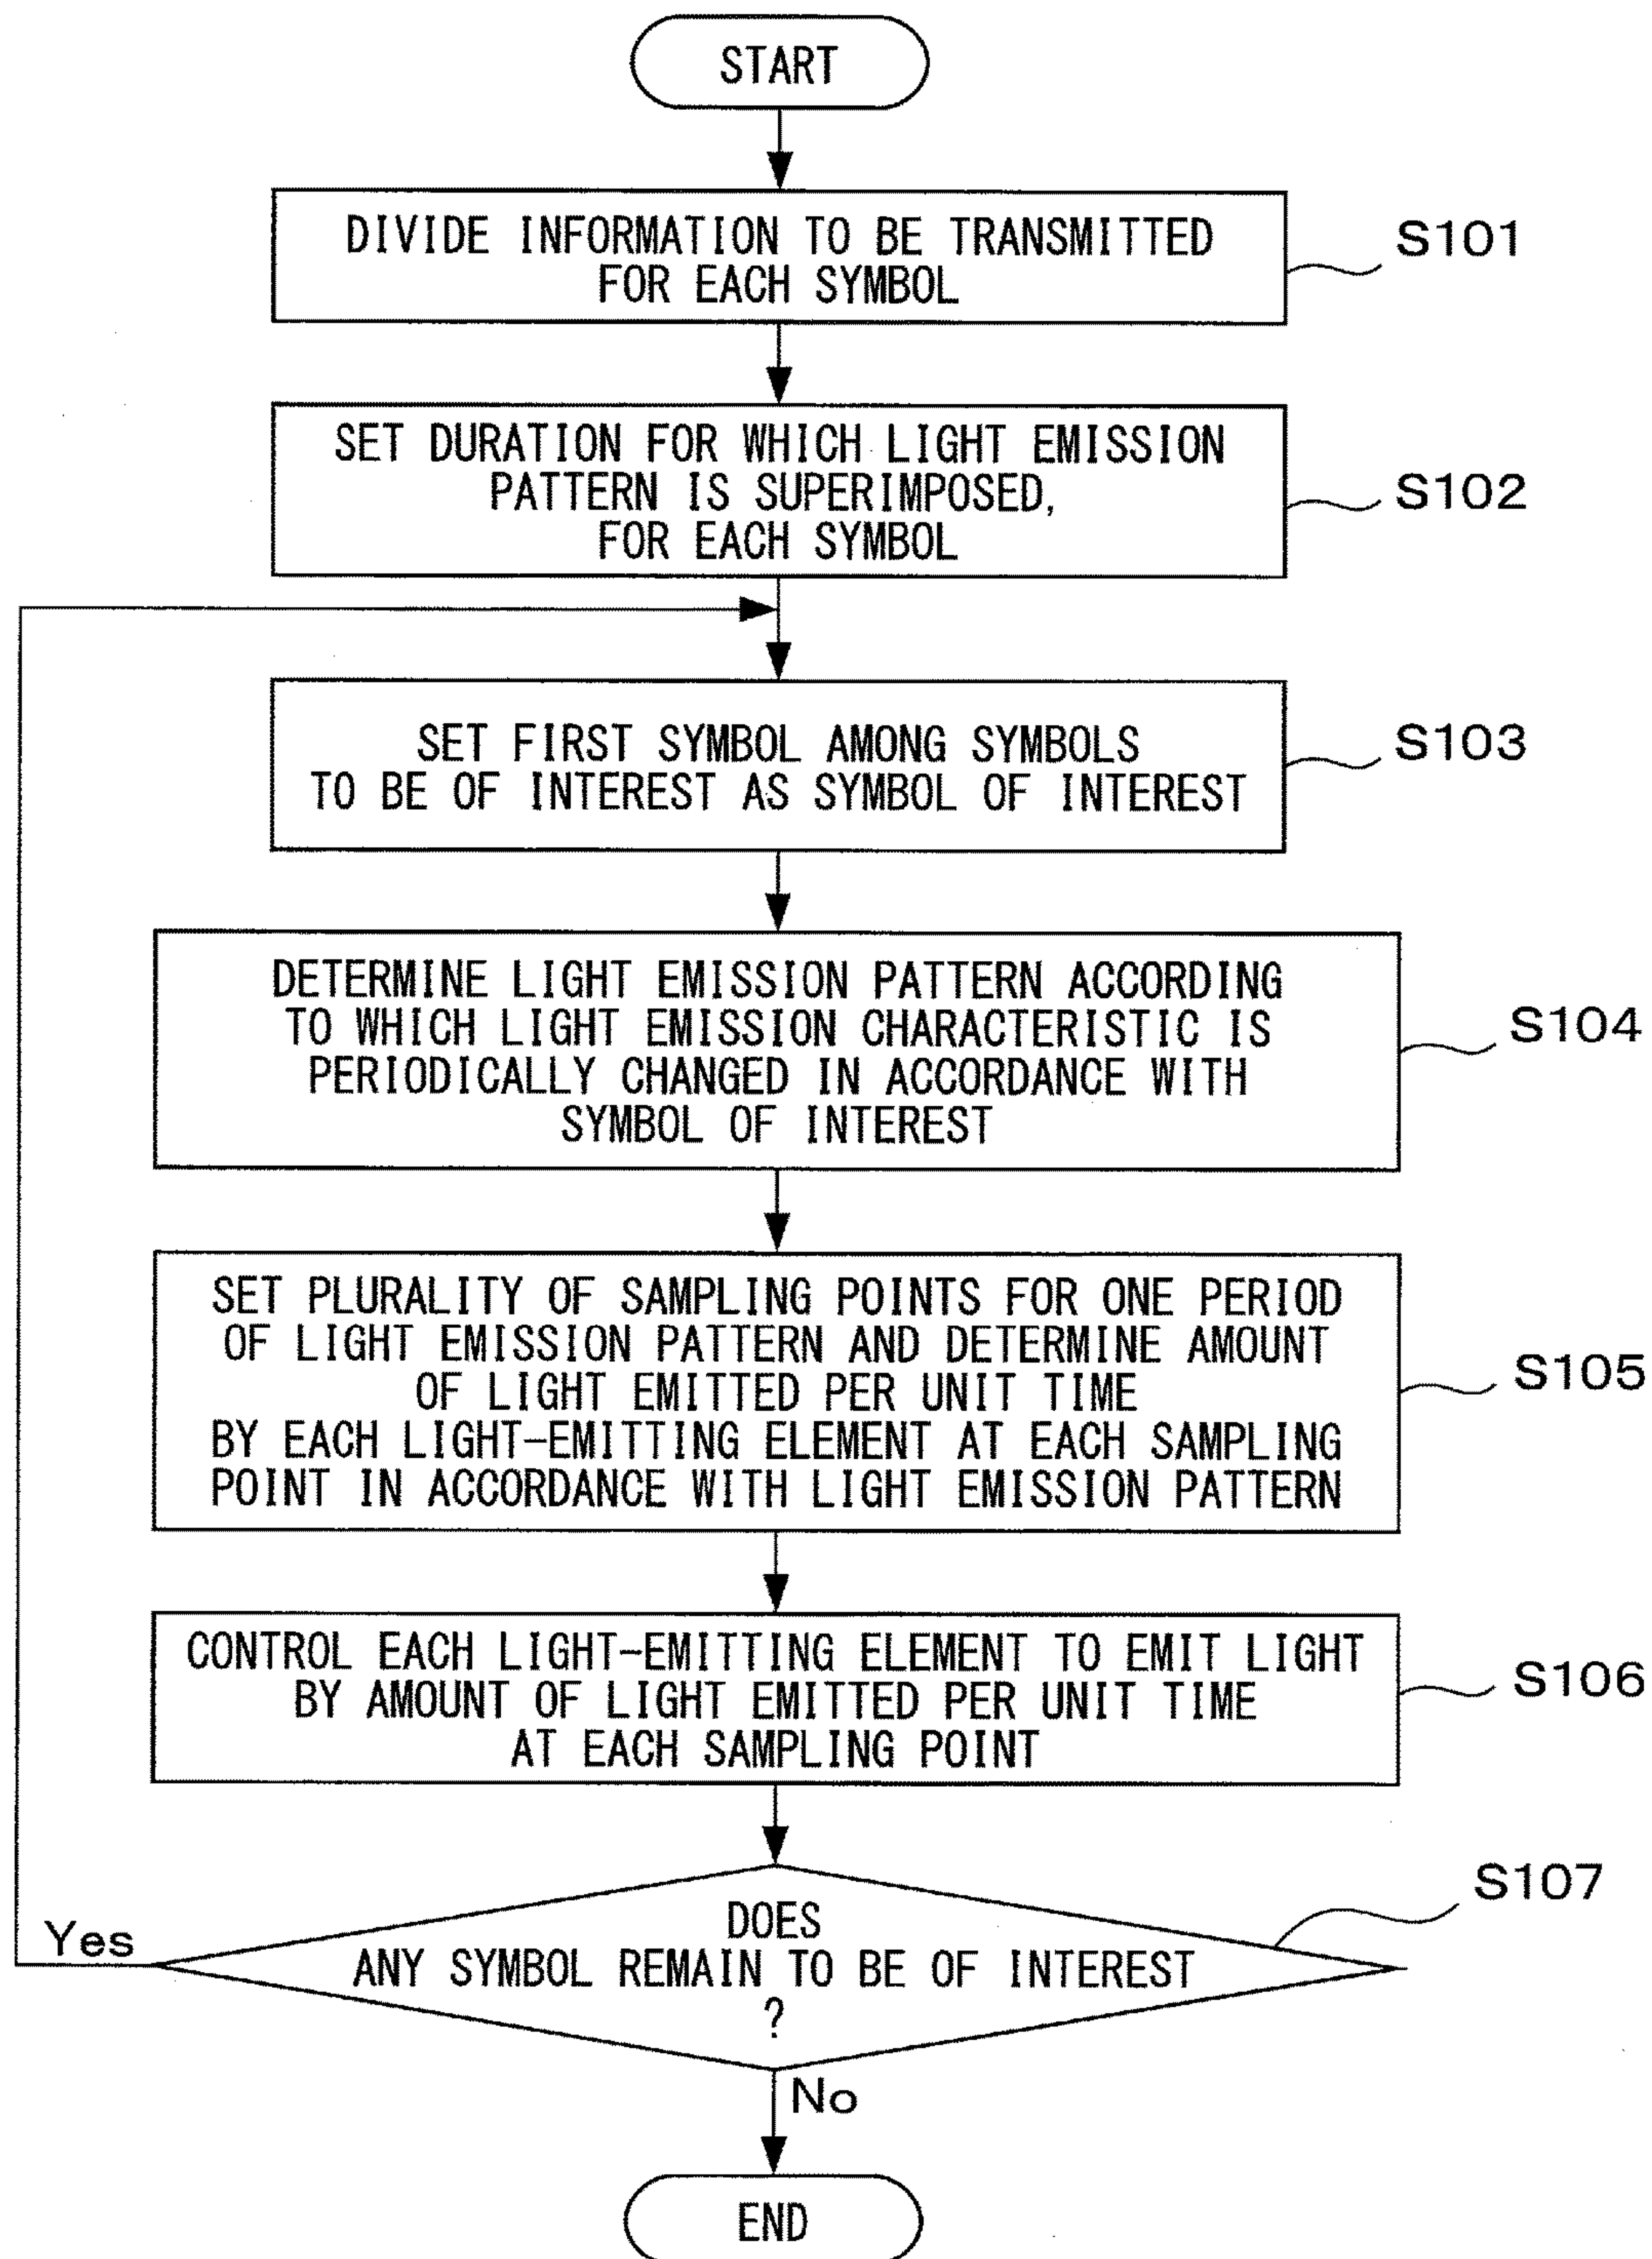 START
DIVIDE INFORMATION TO BE TRANSMITTED
FOR EACH SYMBOL
S101
SET DURATION FOR WHICH LIGHT EMISSION
PATTERN IS SUPERIMPOSED,
FOR EACH SYMBOL
S102
SET FIRST SYMBOL AMONG SYMBOLS
TO BE OF INTEREST AS SYMBOL OF INTEREST
S103
DETERMINE LIGHT EMISSION PATTERN ACCORDING
TO WHICH LIGHT EMISSION CHARACTERISTIC IS
PERIODICALLY CHANGED IN ACCORDANCE WITH
SYMBOL OF INTEREST
S104
SET PLURALITY OF SAMPLING POINTS FOR ONE PERIOD
OF LIGHT EMISSION PATTERN AND DETERMINE AMOUNT
OF LIGHT EMITTED PER UNIT TIME
BY EACH LIGHT-EMITTING ELEMENT AT EACH SAMPLING
POINT IN ACCORDANCE WITH LIGHT EMISSION PATTERN
S105
CONTROL EACH LIGHT-EMITTING ELEMENT TO EMIT LIGHT
BY AMOUNT OF LIGHT EMITTED PER UNIT TIME
AT EACH SAMPLING POINT
S106
DOES
ANY SYMBOL REMAIN TO BE OF INTEREST
?
S107
Yes
No
END